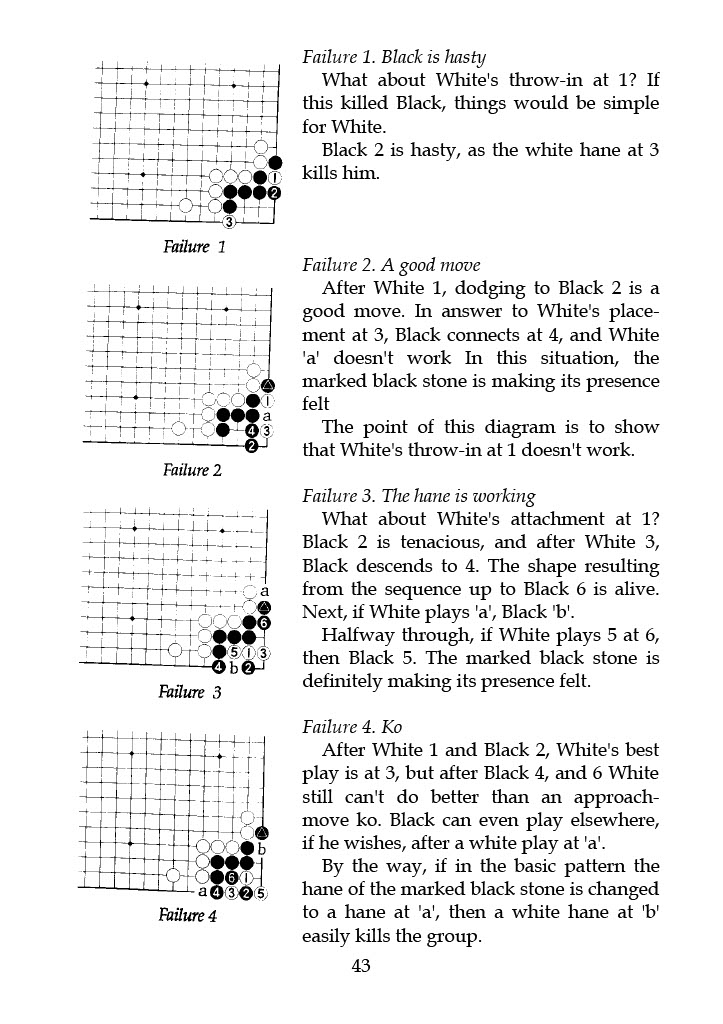 Failure 1. Black is hasty
What about White's throw-in at 1? If
this killed Black, things would be simple
for White.
Black 2 is hasty, as the white hane at 3
kills him.
1
2
3
Failure 1
Failure 2. A good move
After White 1, dodging to Black 2 is a
good move. In answer to White's place-
ment at 3, Black connects at 4, and White
'a' doesn't work In this situation, the
marked black stone is making its presence
felt
The point of this diagram is to show
that White's throw-in at 1 doesn't work.
1
a
4 3
2
Failure 2
Failure 3. The hane is working
What about White's attachment at 1?
Black 2 is tenacious, and after White 3,
Black descends to 4. The shape resulting
from the sequence up to Black 6 is alive.
Next, if White plays 'a', Black 'b'.
Halfway through, if White plays 5 at 6,
then Black 5. The marked black stone is
definitely making its presence felt.
a
6
5 1 3
4 b 2
Failure 3
Failure 4. Ko
After White 1 and Black 2, White's best
play is at 3, but after Black 4, and 6 White
still can't do better than an approach-
move ko. Black can even play elsewhere,
if he wishes, after a white play at 'a'.
By the way, if in the basic pattern the
hane of the marked black stone is changed
to a hane at 'a', then a white hane at 'b'
easily kills the group.
b
6 1
a 4 3 2 5
Failure 4
43